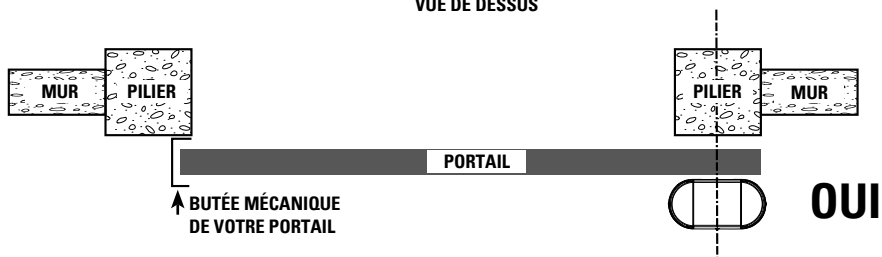 VUE DE DESSUS
MUR PILIER PILIER MUR
PORTAIL
OUI
BUTÉE MÉCANIQUE
DE VOTRE PORTAIL